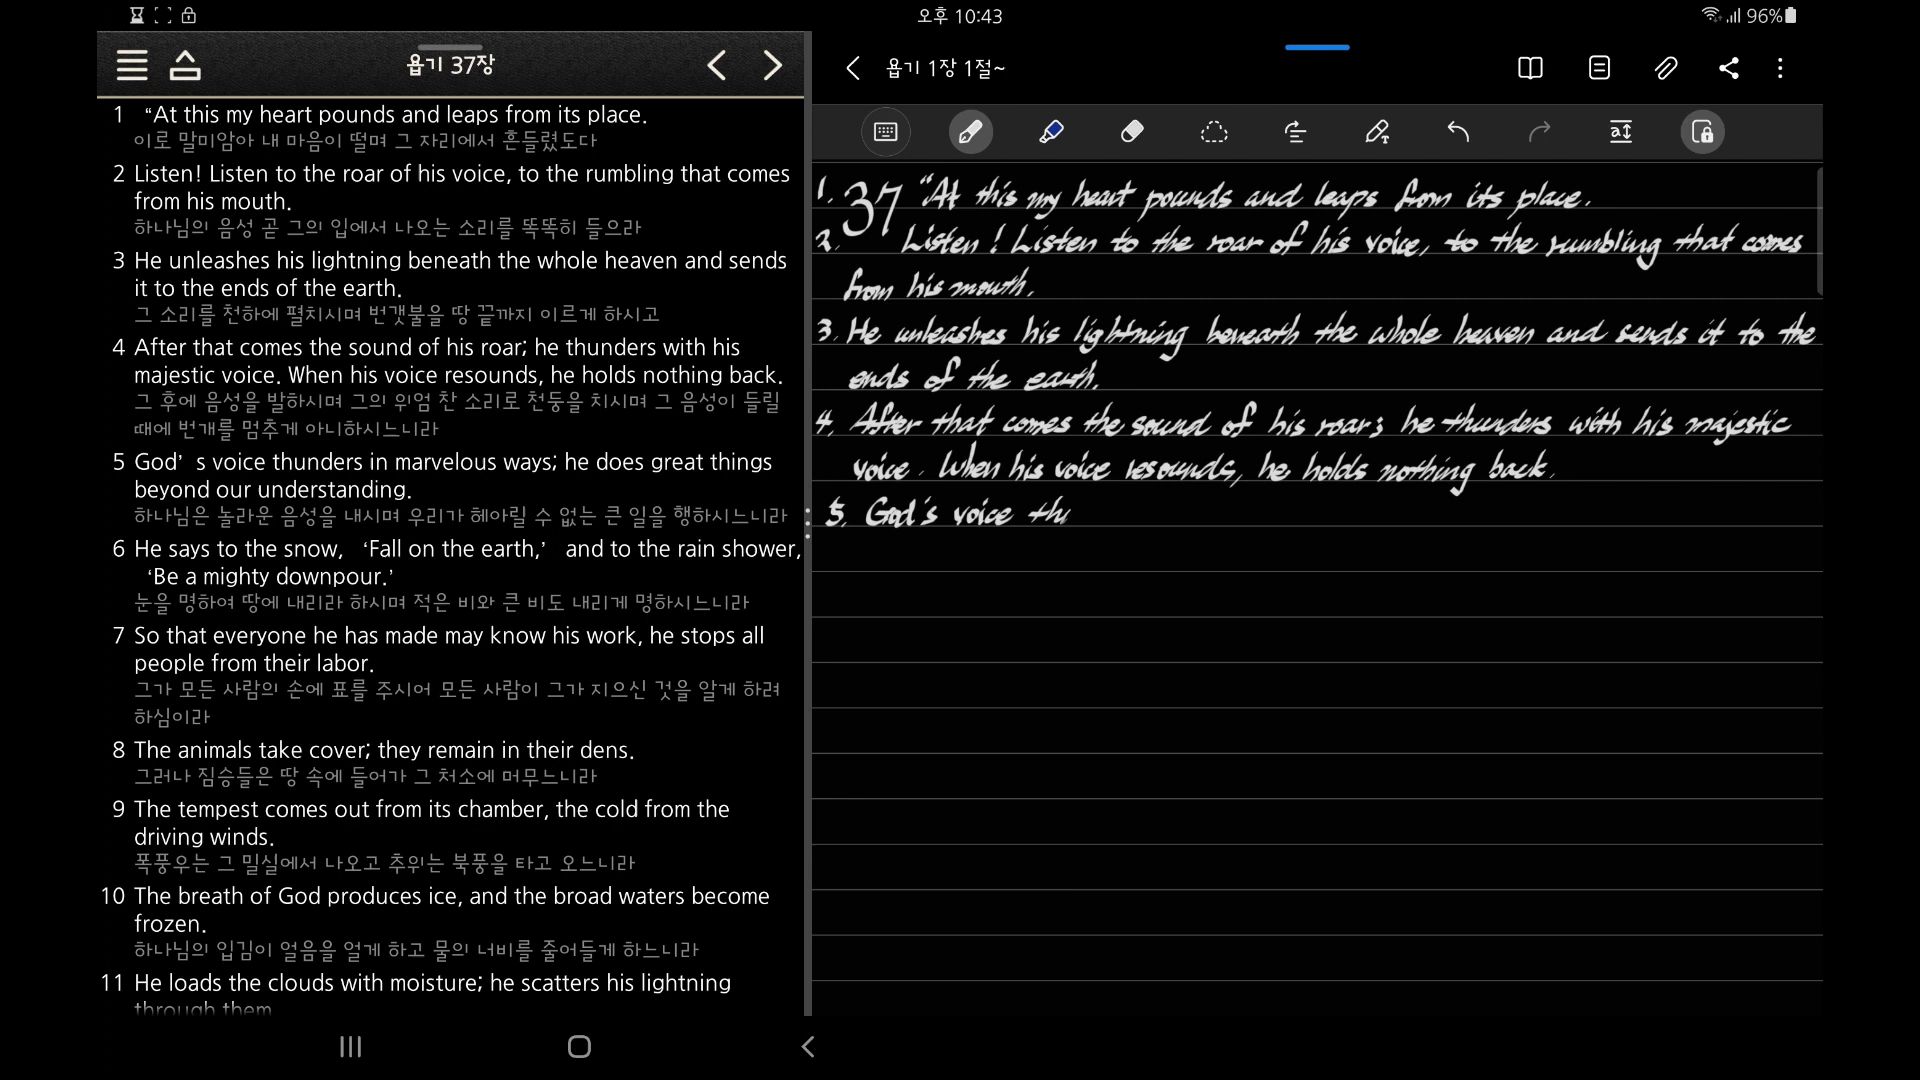 오후 10:43
96%
욥기 37장
1 “At this my heart pounds and leaps from its place.
이로 말미암아 내 마음이 떨며 그 자리에서 흔들렸도다
2 Listen! Listen to the roar of his voice, to the rumbling that comes
from his mouth.
하나님의 음성 곧 그의 입에서 나오는 소리를 똑똑히 들으라
3 He unleashes his lightning beneath the whole heaven and sends
it to the ends of the earth.
그 소리를 천하에 펼치시며 번갯불을 땅 끝까지 이르게 하시고
4 After that comes the sound of his roar; he thunders with his
majestic voice. When his voice resounds, he holds nothing back.
그 후에 음성을 발하시며 그의 위엄 찬 소리로 천둥을 치시며 그 음성이 들릴
때에 번개를 멈추게 아니하시느니라
5 God’s voice thunders in marvelous ways; he does great things
beyond our understanding.
하나님은 놀라운 음성을 내시며 우리가 헤아릴 수 없는 큰 일을 행하시느니라
6 He says to the snow, ‘Fall on the earth,’ and to the rain shower,
‘Be a mighty downpour.’
눈을 명하여 땅에 내리라 하시며 적은 비와 큰 비도 내리게 명하시느니라
7 So that everyone he has made may know his work, he stops all
people from their labor.
그가 모든 사람의 손에 표를 주시어 모든 사람이 그가 지으신 것을 알게 하려
하심이라
8 The animals take cover; they remain in their dens.
그러나 짐승들은 땅 속에 들어가 그 처소에 머무느니라
9 The tempest comes out from its chamber, the cold from the
driving winds.
폭풍우는 그 밀실에서 나오고 추위는 북풍을 타고 오느니라
10 The breath of God produces ice, and the broad waters become
frozen.
하나님의 입김이 얼음을 얼게 하고 물의 너비를 줄어들게 하느니라
11 He loads the clouds with moisture; he scatters his lightning
through them
욥기 1장 1절~
1. 37 “At this my heart pounds and leaps from its place.
2. Listen! Listen to the roar of his voice, to the rumbling that comes
from his mouth.
3. He unleashes his lightning beneath the whole heaven and sends it to the
ends of the earth.
4. After that comes the sound of his roar; he thunders with his majestic
voice. When his voice resounds, he holds nothing back.
5. God's voice thu